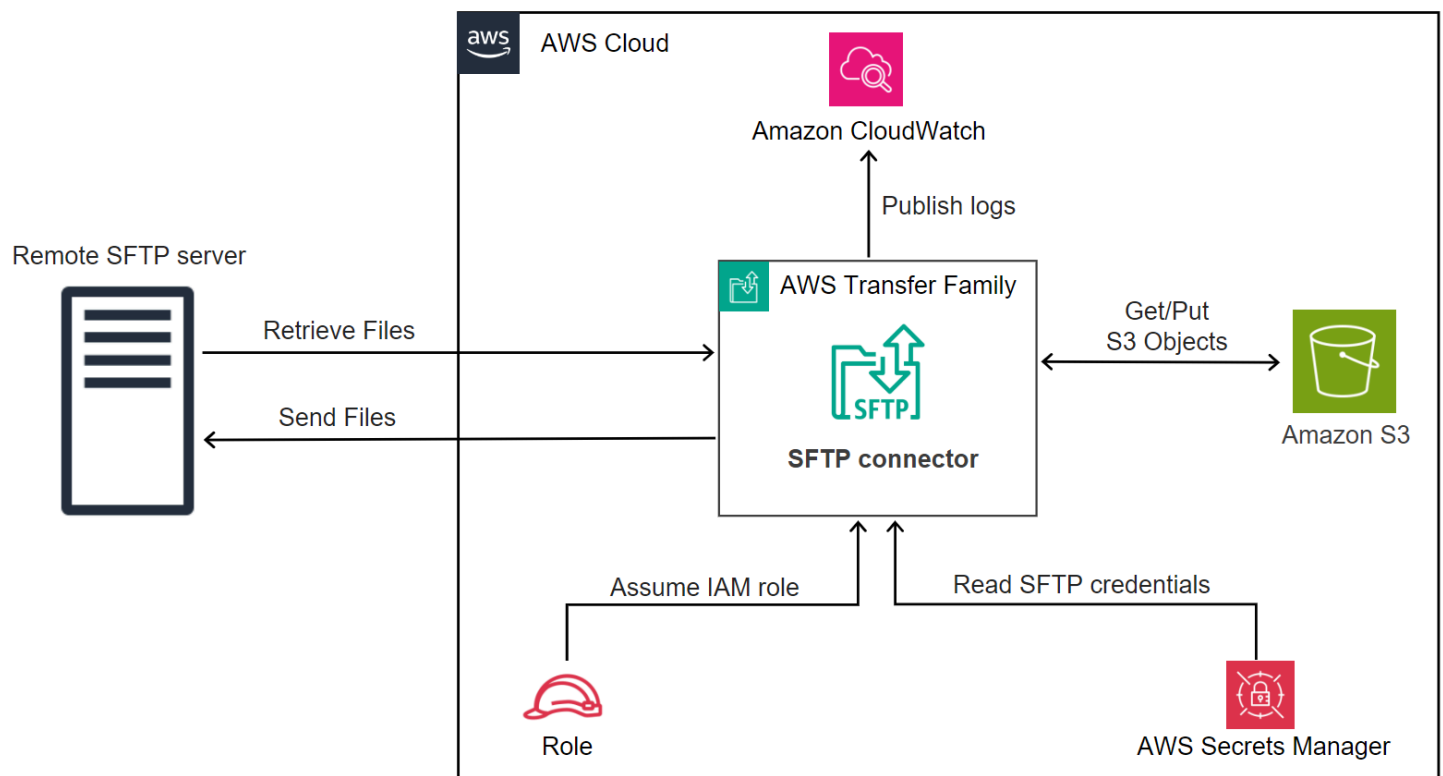 aws
AWS Cloud
Amazon CloudWatch
Publish logs
Remote SFTP server
AWS Transfer Family
Retrieve Files
Get/Put
S3 Objects
SFTP
Send Files
SFTP connector
Amazon S3
Assume IAM role
Read SFTP credentials
Role
AWS Secrets Manager